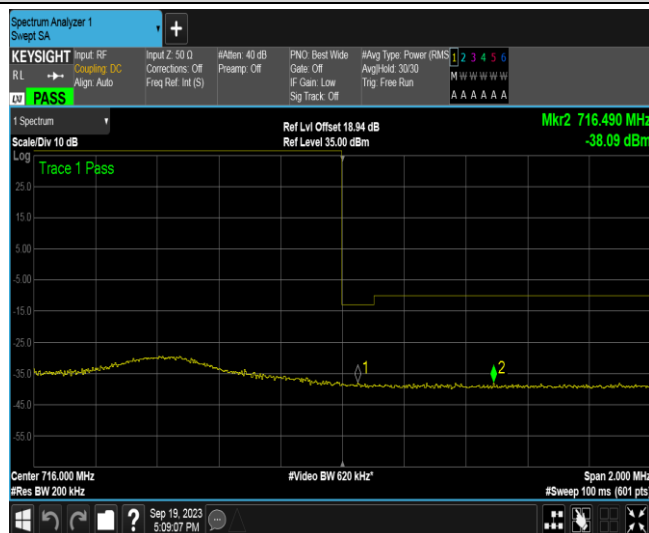 Spectrum Analyzer 1
Swept SA
+
KEYSIGHT Input: RF Input Z: 50 Ω #Atten: 40 dB PNO: Best Wide #Avg Type: Power (RMS 1 2 3 4 5 6
RL Coupling: DC Corrections: Off Preamp: Off Gate: Off Avg|Hold: 30/30 M W W W W W
Align: Auto Freq Ref: Int (S) IF Gain: Low Trig: Free Run
LXI PASS Sig Track: Off A A A A A A
1 Spectrum Ref Lvl Offset 18.94 dB Mkr2 716.490 MHz
Scale/Div 10 dB Ref Level 35.00 dBm -38.09 dBm
Log
Trace 1 Pass
25.0
15.0
5.00
-5.00
-15.0
-25.0
-35.0
1 2
-45.0
-55.0
Center 716.000 MHz #Video BW 620 kHz* Span 2.000 MHz
#Res BW 200 kHz #Sweep 100 ms (601 pts)
? Sep 19, 2023
5:09:07 PM